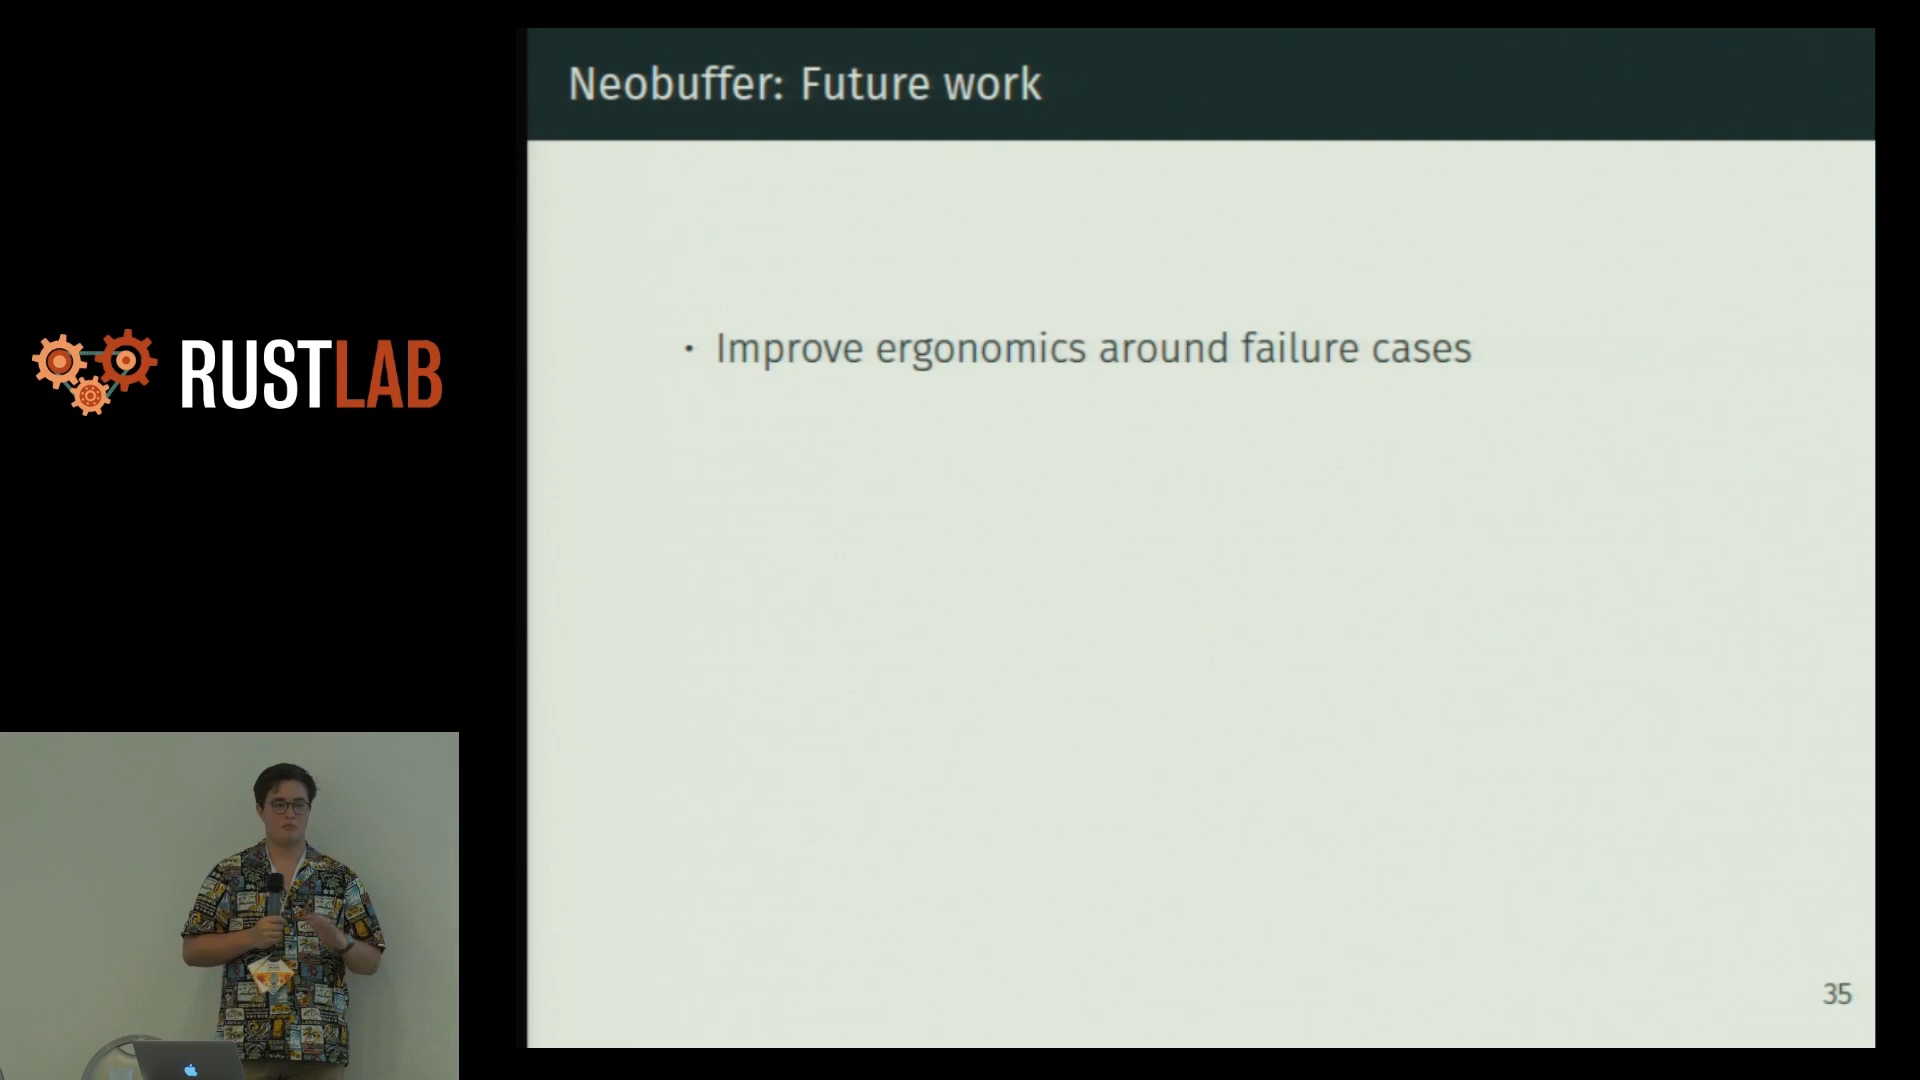 Neobuffer: Future work
RUSTLAB
• Improve ergonomics around failure cases
35